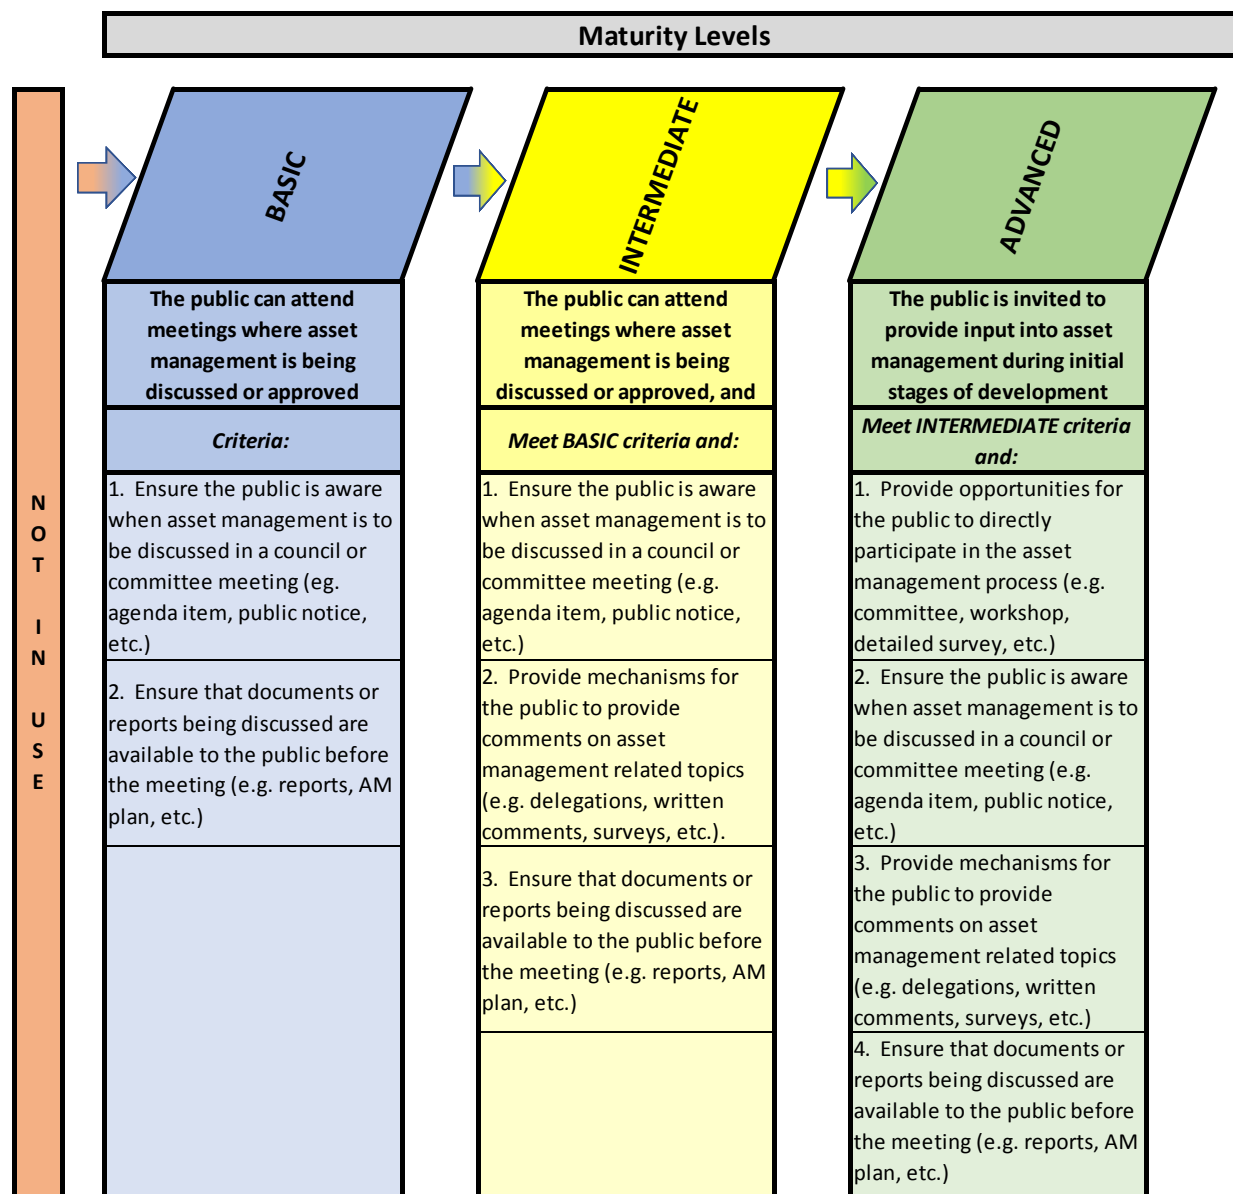 Maturity Levels
NOT IN USE
BASIC
The public can attend
meetings where asset
management is being
discussed or approved
Criteria:
1. Ensure the public is aware
when asset management is to
be discussed in a council or
committee meeting (eg.
agenda item, public notice,
etc.)
2. Ensure that documents or
reports being discussed are
available to the public before
the meeting (e.g. reports, AM
plan, etc.)
INTERMEDIATE
The public can attend
meetings where asset
management is being
discussed or approved, and
Meet BASIC criteria and:
1. Ensure the public is aware
when asset management is to
be discussed in a council or
committee meeting (e.g.
agenda item, public notice,
etc.)
2. Provide mechanisms for
the public to provide
comments on asset
management related topics
(e.g. delegations, written
comments, surveys, etc.).
3. Ensure that documents or
reports being discussed are
available to the public before
the meeting (e.g. reports, AM
plan, etc.)
ADVANCED
The public is invited to
provide input into asset
management during initial
stages of development
Meet INTERMEDIATE criteria
and:
1. Provide opportunities for
the public to directly
participate in the asset
management process (e.g.
committee, workshop,
detailed survey, etc.)
2. Ensure the public is aware
when asset management is to
be discussed in a council or
committee meeting (e.g.
agenda item, public notice,
etc.)
3. Provide mechanisms for
the public to provide
comments on asset
management related topics
(e.g. delegations, written
comments, surveys, etc.)
4. Ensure that documents or
reports being discussed are
available to the public before
the meeting (e.g. reports, AM
plan, etc.)